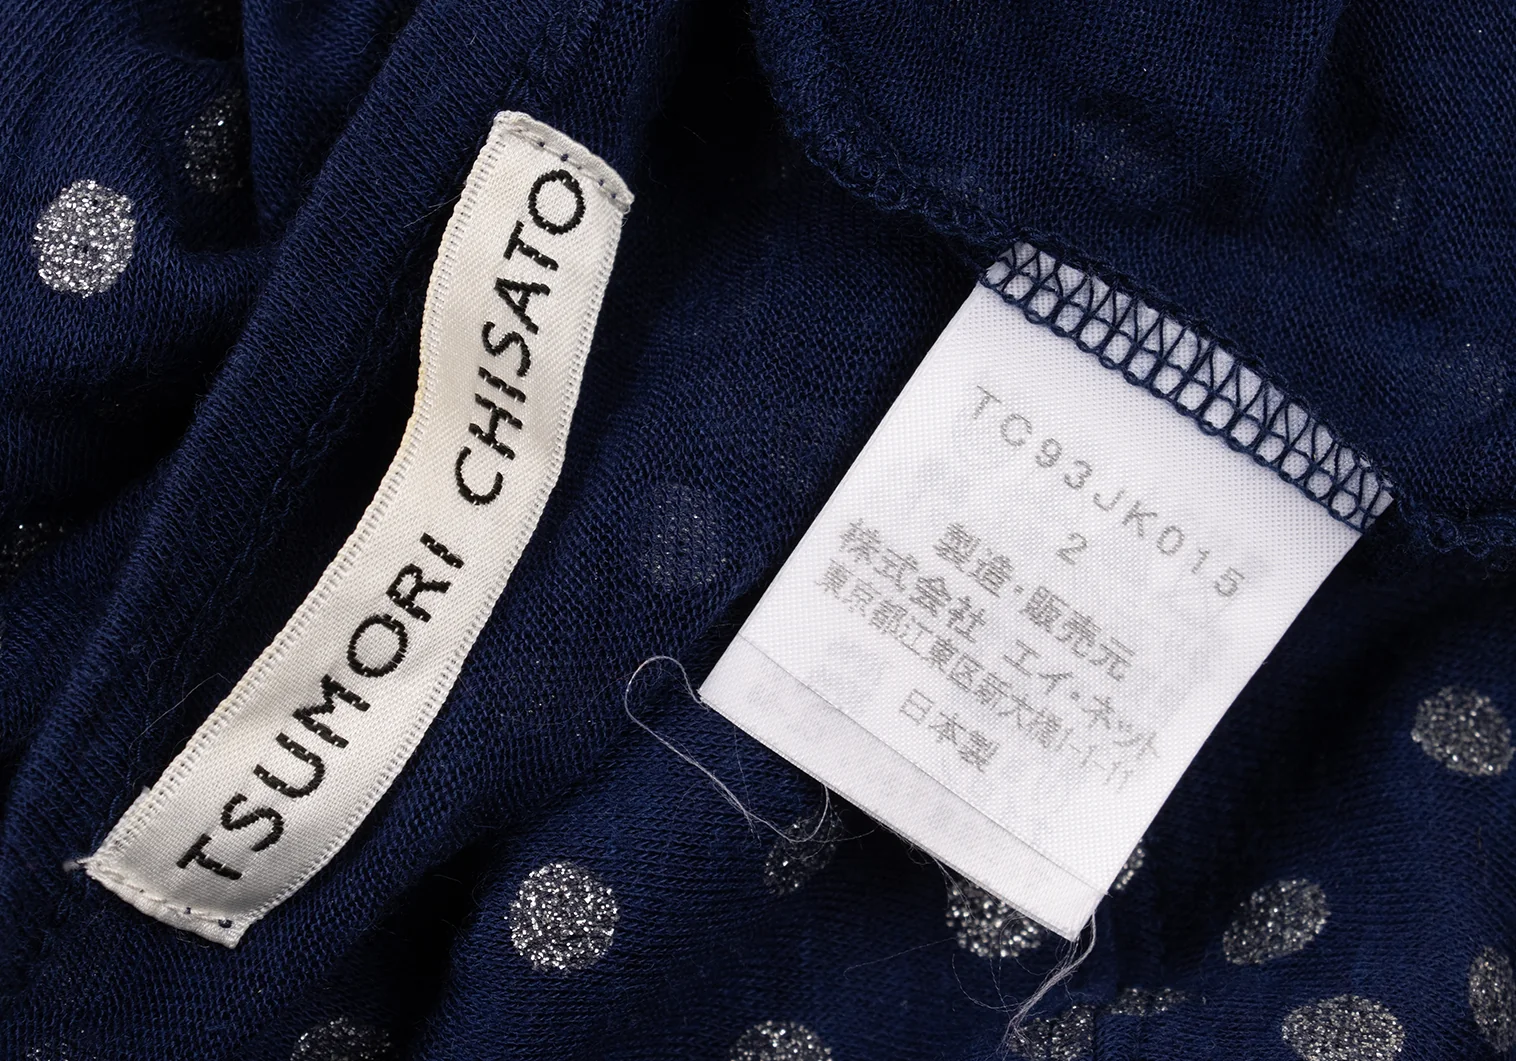 TSUMORI CHISATO
TC93JK015
2
製造・販売元
株式会社 エイ・ネット
東京都江東区新大橋1-1-11
日本製